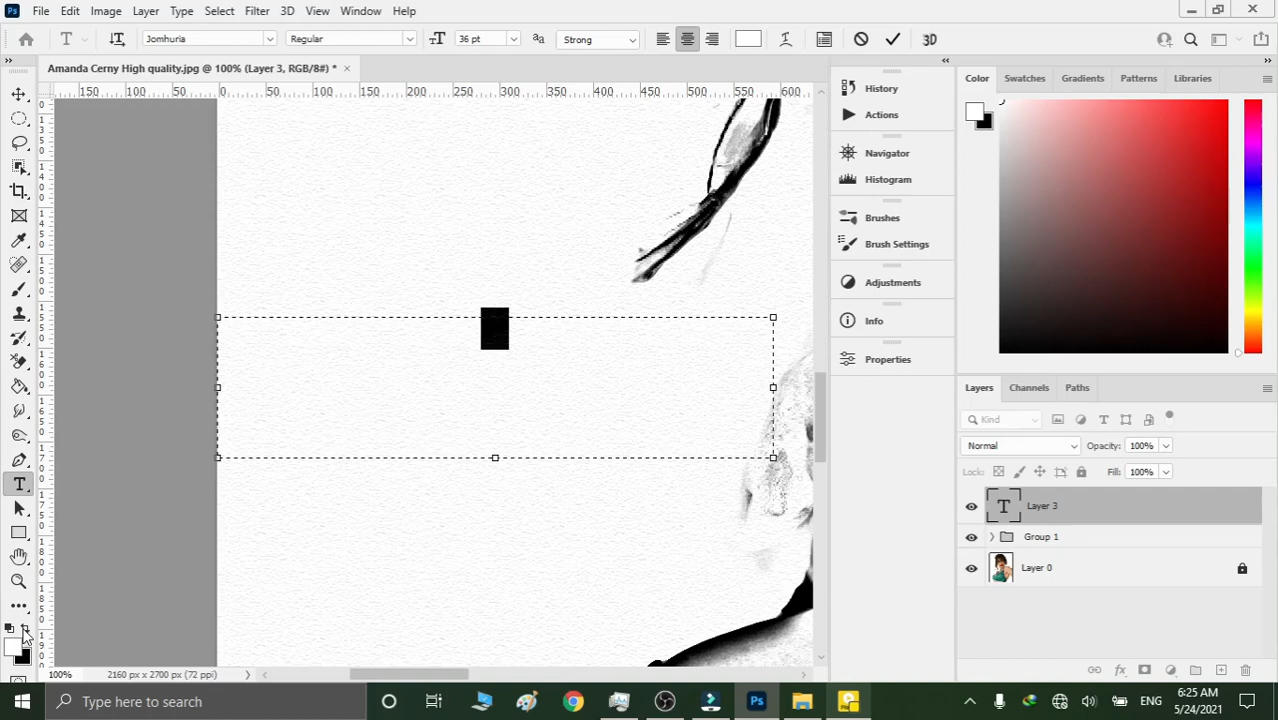 Ps File Edit Image Layer Type Select Filter 3D View Window Help
T Jomhuria Regular 36 pt aa Strong 3D
Amanda Cerny High quality.jpg @ 100% (Layer 3, RGB/8#) * ×
150 100 50 0 50 100 150 200 250 300 350 400 450 500 550 600
History
Actions
Navigator
Histogram
Brushes
Brush Settings
Adjustments
Info
Properties
Color Swatches Gradients Patterns Libraries
Layers Channels Paths
Kind
Normal Opacity: 100%
Lock: Fill: 100%
T Layer 3
Group 1
Layer 0
100% 2160 px x 2700 px (72 ppi)
Type here to search
Ps
ENG
6:25 AM
5/24/2021